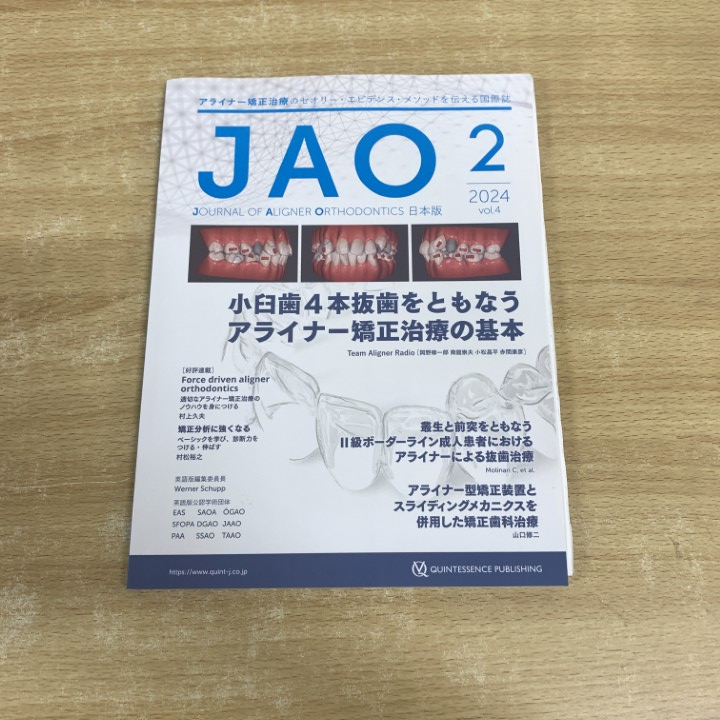 アライナー矯正治療のセオリー・エビデンス・メソッドを伝える国際誌
JAO 2
2024
vol.4
JOURNAL OF ALIGNER ORTHODONTICS 日本版
小臼歯4本抜歯をともなう
アライナー矯正治療の基本
Team Aligner Radio
[好評連載]
Force driven aligner
orthodontics
適切なアライナー矯正治療の
ノウハウを身につける
村上久夫
矯正分析に強くなる
ベーシックを学び、診断力を
つける・伸ばす
村松裕之
英語版編集委員長
Werner Schupp
英語版公認学術団体
EAS SAOA ÖGAO
SFOPA DGAO JAAO
PAA SSAO TAAO
叢生と前突をともなう
II級ボーダーライン成人患者における
アライナーによる抜歯治療
Molinari C, et al.
アライナー型矯正装置と
スライディングメカニクスを
併用した矯正歯科治療
山口修二
https://www.quint-j.co.jp
QUINTESSENCE PUBLISHING